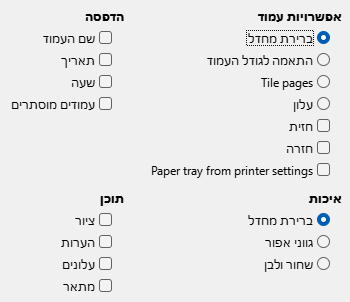 אפשרויות עמוד
ברירת מחדל
התאמה לגודל העמוד
Tile pages
עלון
חזית
חזרה
Paper tray from printer settings
הדפסה
שם העמוד
תאריך
שעה
עמודים מוסתרים
איכות
ברירת מחדל
גווני אפור
שחור ולבן
תוכן
ציור
הערות
עלונים
מתאר